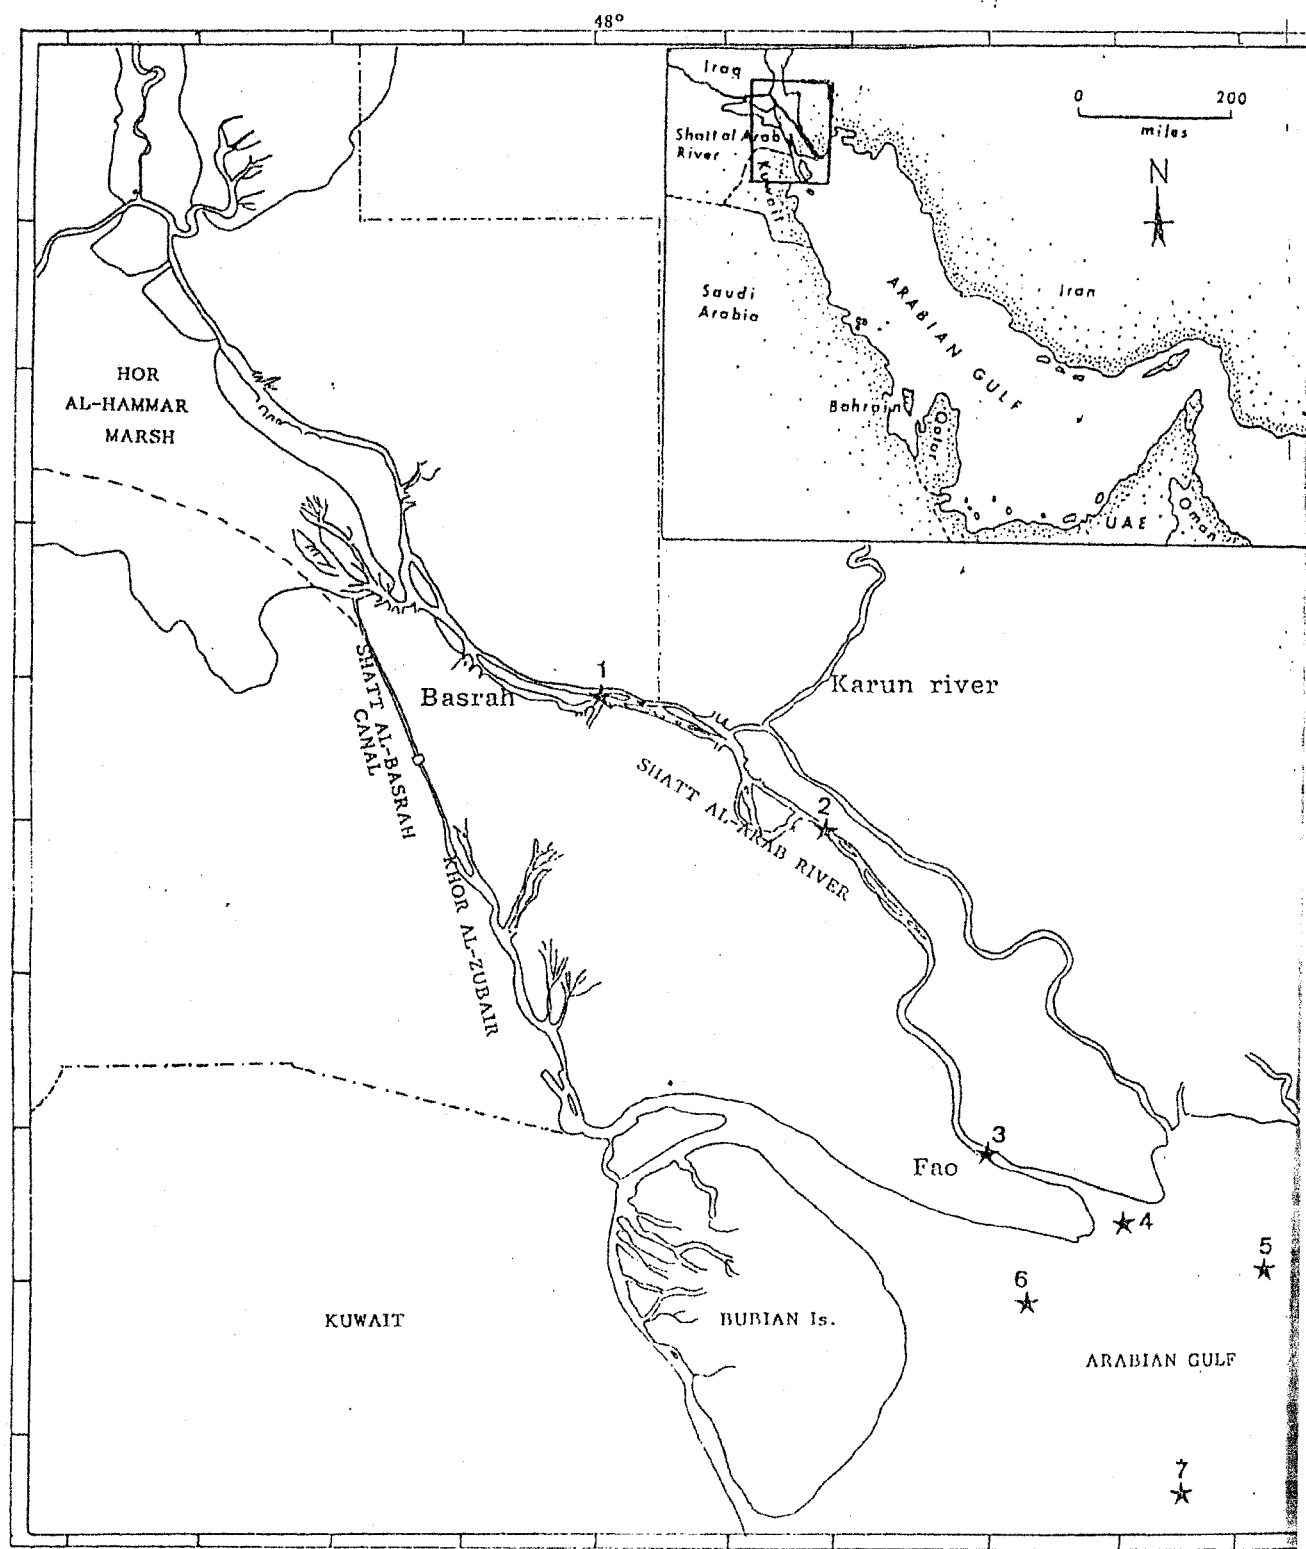 48°
Iraq
0 200
miles
Shatt al Arab
River
N
Kuwait
Saudi
Arabia
Iran
ARABIAN GULF
Bahrain
Qatar
UAE
Oman
HOR
AL-HAMMAR
MARSH
SHATT AL-BASRAH
CANAL
Basrah
1
Karun river
SHATT AL-ARAB RIVER
2
KHOR AL-ZUBAIR
3
Fao
4
5
6
KUWAIT
BUBIAN Is.
ARABIAN GULF
7